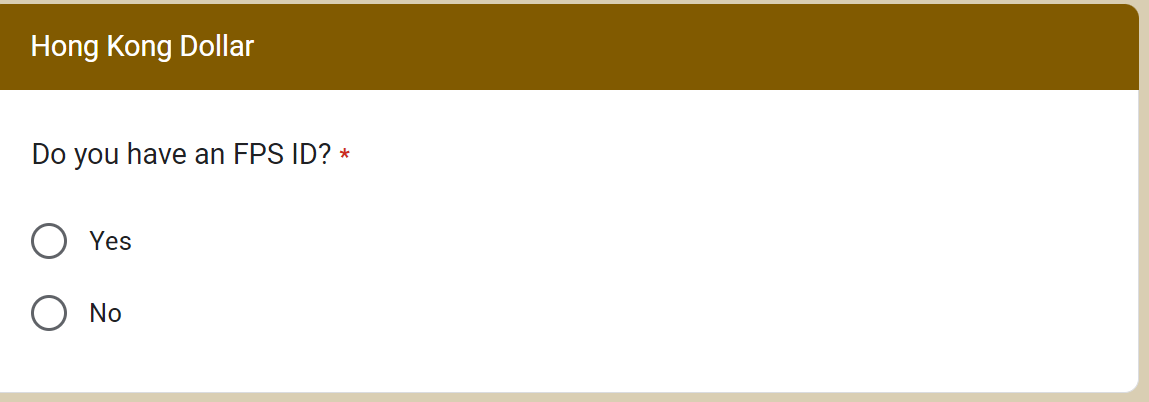 Hong Kong Dollar
Do you have an FPS ID? *
Yes
No